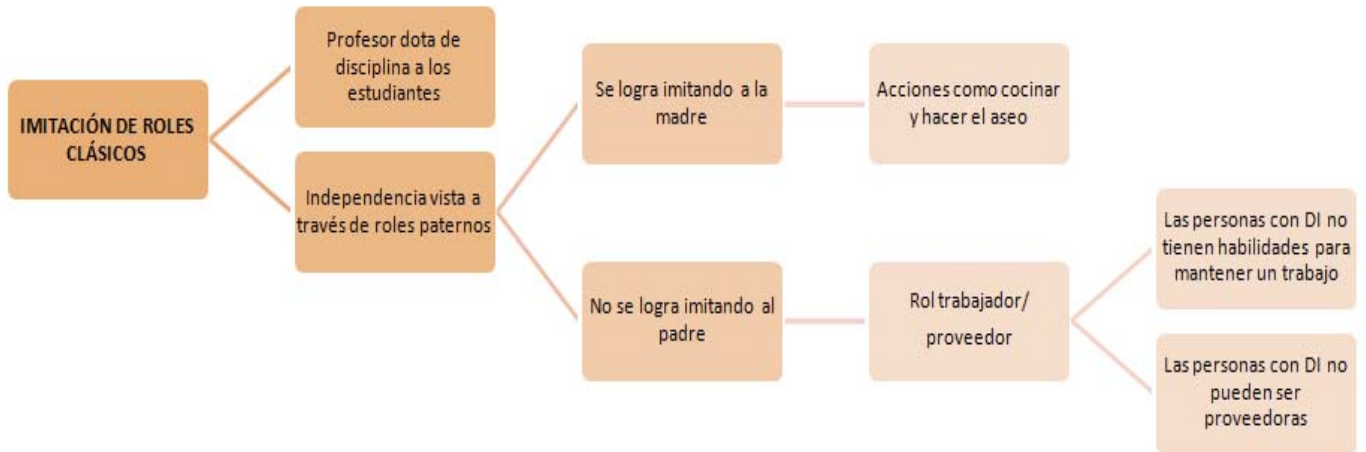 IMITACIÓN DE ROLES
CLÁSICOS
Profesor dota de
disciplina a los
estudiantes
Independencia vista a
través de roles paternos
Se logra imitando a la
madre
Acciones como cocinar
y hacer el aseo
No se logra imitando al
padre
Rol trabajador/
proveedor
Las personas con DI no
tienen habilidades para
mantener un trabajo
Las personas con DI no
pueden ser
proveedoras